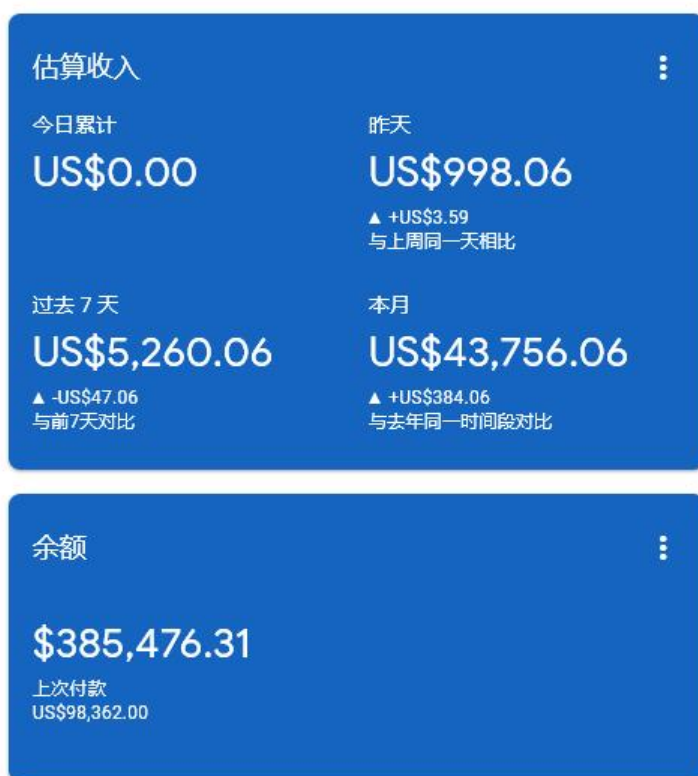 估算收入
今日累计
US$0.00
昨天
US$998.06
▲ +US$3.59
与上周同一天相比
过去 7 天
US$5,260.06
▲ -US$47.06
与前7天对比
本月
US$43,756.06
▲ +US$384.06
与去年同一时间段对比
余额
$385,476.31
上次付款
US$98,362.00